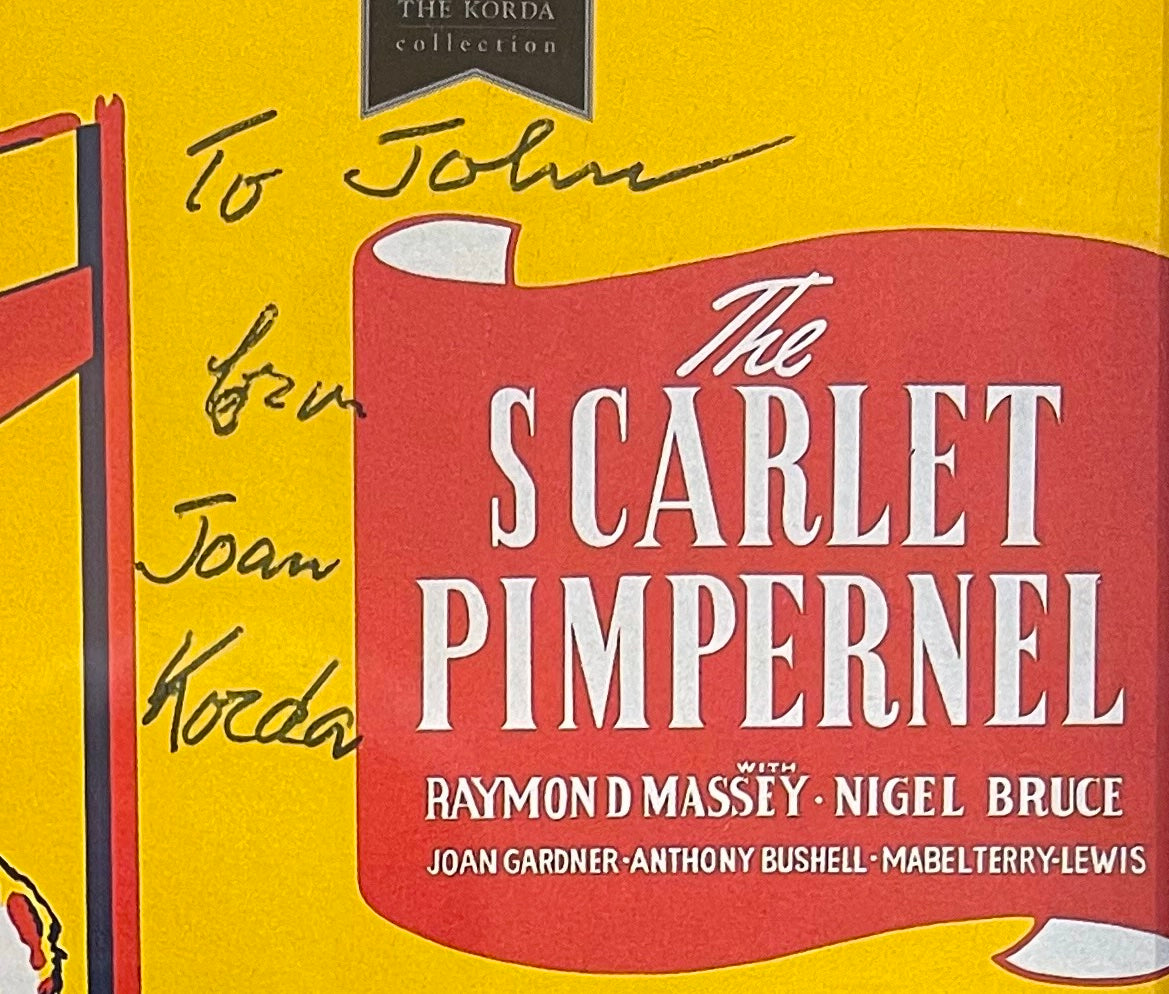 THE KORDA
collection
To John
from
Joan
Korda
The
SCARLET
PIMPERNEL
WITH
RAYMOND MASSEY · NIGEL BRUCE
JOAN GARDNER · ANTHONY BUSHELL · MABEL TERRY-LEWIS